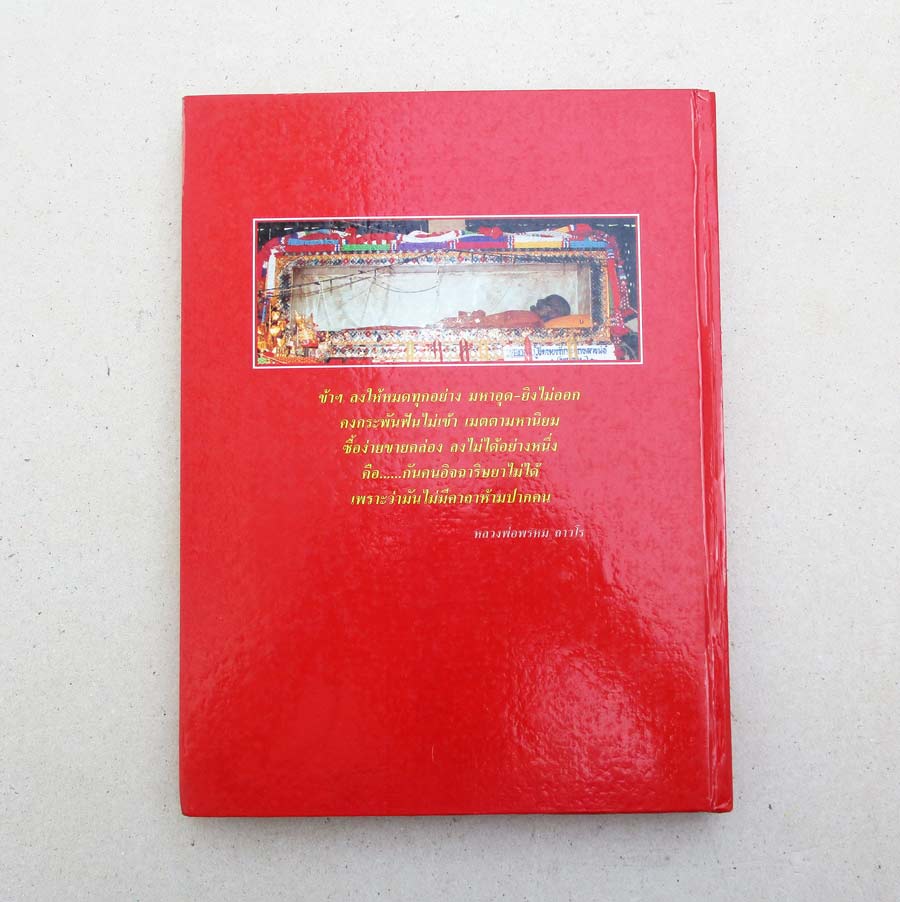 ข้าฯ ลงให้หมดทุกอย่าง มหาอุด-ยิงไม่ออก
คงกระพันฟันไม่เข้า เมตตามหานิยม
ซื้อง่ายขายคล่อง ลงไม่ได้อย่างหนึ่ง
คือ......กันคนอิจฉาริษยาไม่ได้
เพราะว่ามันไม่มีคาถาห้ามปากคน
หลวงพ่อพรหม ถาวโร